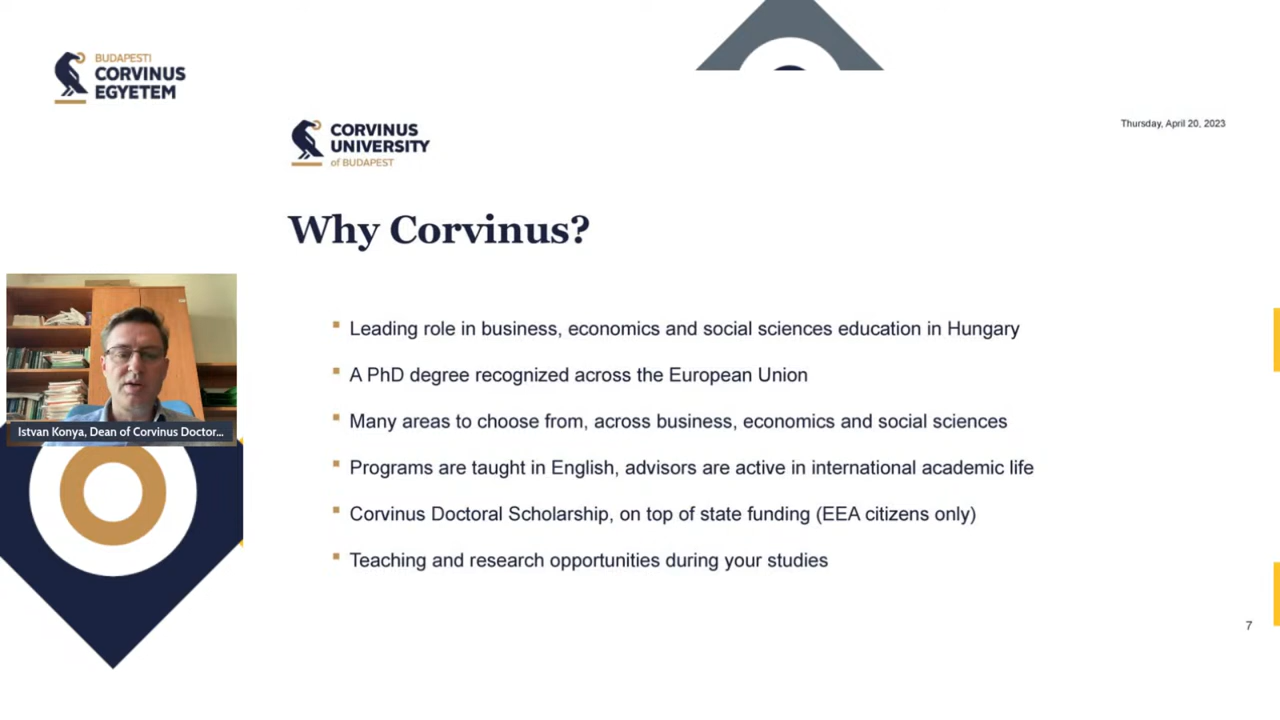 BUDAPESTI
CORVINUS
EGYETEM
CORVINUS
UNIVERSITY
of BUDAPEST
Thursday, April 20, 2023
Why Corvinus?
Leading role in business, economics and social sciences education in Hungary
A PhD degree recognized across the European Union
Many areas to choose from, across business, economics and social sciences
Programs are taught in English, advisors are active in international academic life
Corvinus Doctoral Scholarship, on top of state funding (EEA citizens only)
Teaching and research opportunities during your studies
Istvan Konya, Dean of Corvinus Doctor...
7